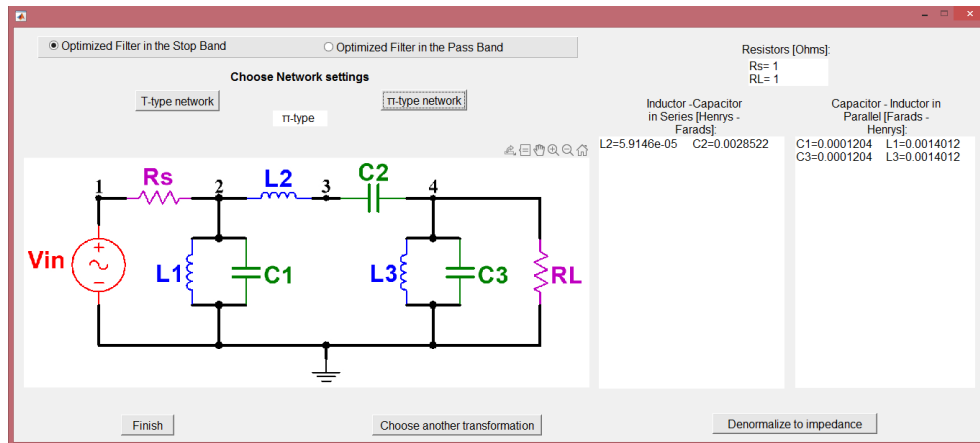 Optimized Filter in the Stop Band
Optimized Filter in the Pass Band
Choose Network settings
T-type network
π-type network
π-type
Resistors [Ohms]:
Rs= 1
RL= 1
Inductor -Capacitor
in Series [Henrys -
Farads]:
L2=5.9146e-05 C2=0.0028522
Capacitor - Inductor in
Parallel [Farads -
Henrys]:
C1=0.0001204 L1=0.0014012
C3=0.0001204 L3=0.0014012
1
Rs
2
L2
3
C2
4
Vin
L1
C1
L3
C3
RL
Finish
Choose another transformation
Denormalize to impedance